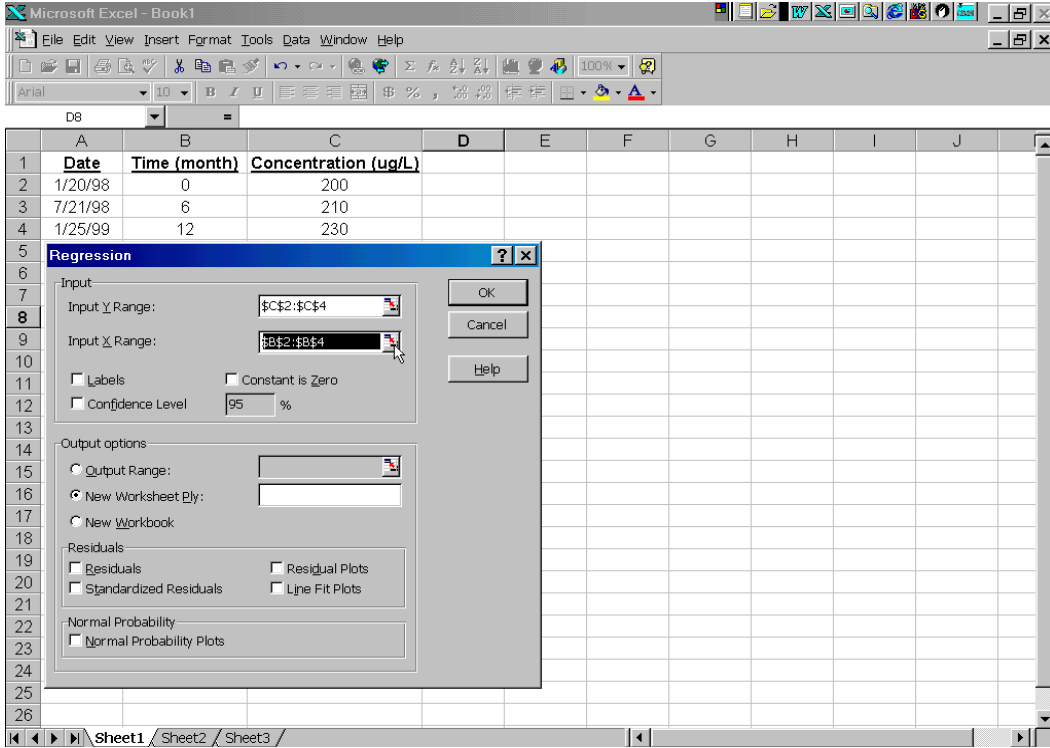 Microsoft Excel - Book1
File Edit View Insert Format Tools Data Window Help
100%
Arial 10 B I U $ % ,
D8 =
A B C D E F G H I J
1 Date Time (month) Concentration (ug/L)
2 1/20/98 0 200
3 7/21/98 6 210
4 1/25/99 12 230
5
Regression
6
Input
7
Input Y Range: $C$2:$C$4
OK
8
Cancel
9
Input X Range: $B$2:$B$4
10
Help
11
Labels Constant is Zero
12
Confidence Level 95 %
13
14
Output options
15
Output Range:
16
New Worksheet Ply:
17
New Workbook
18
Residuals
19
Residuals Residual Plots
20
Standardized Residuals Line Fit Plots
21
22
Normal Probability
23
Normal Probability Plots
24
25
26
Sheet1 Sheet2 Sheet3